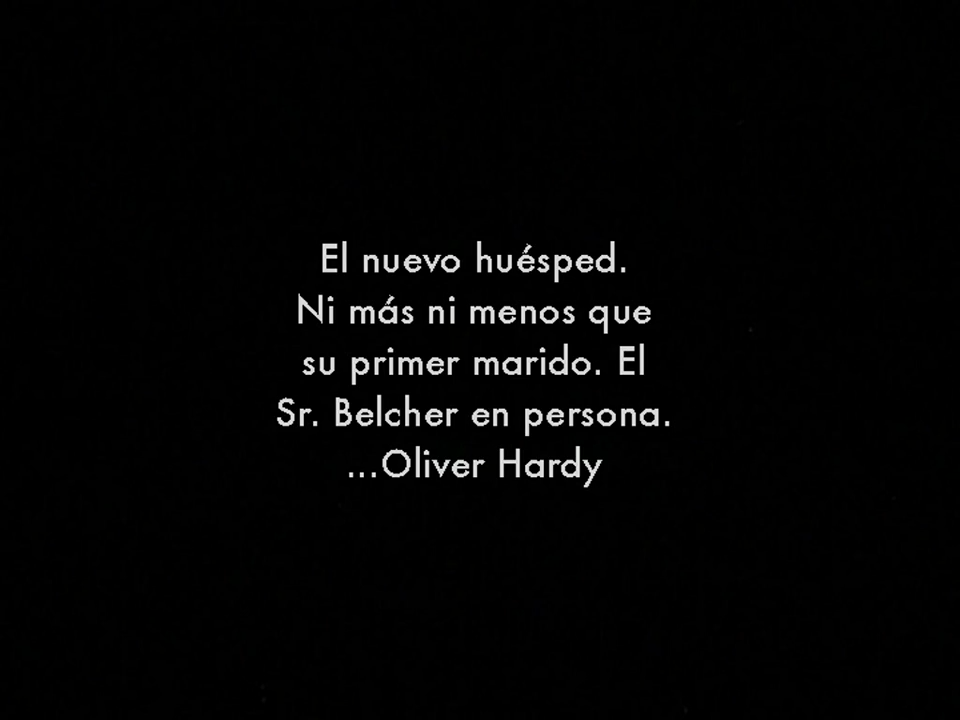 El nuevo huésped.
Ni más ni menos que
su primer marido. El
Sr. Belcher en persona.
...Oliver Hardy